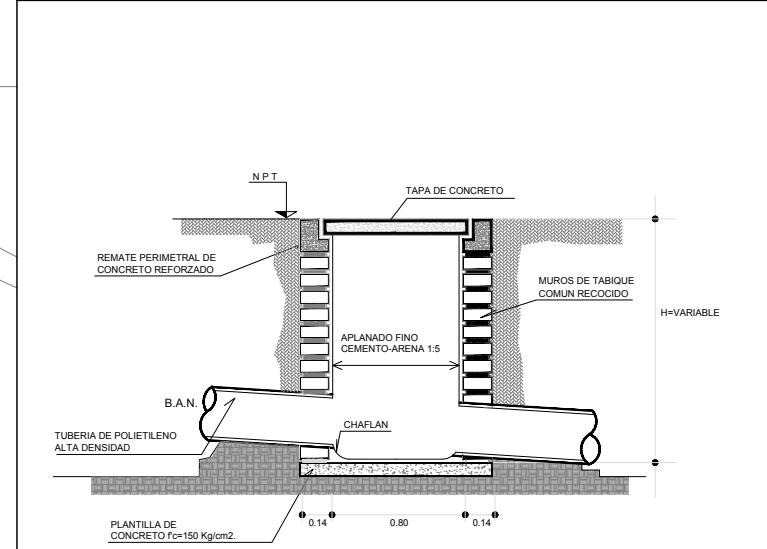 N P T
TAPA DE CONCRETO
REMATE PERIMETRAL DE
CONCRETO REFORZADO
MUROS DE TABIQUE
COMUN RECOCIDO
H=VARIABLE
APLANADO FINO
CEMENTO-ARENA 1:5
B.A.N.
CHAFLAN
TUBERIA DE POLIETILENO
ALTA DENSIDAD
PLANTILLA DE
CONCRETO f'c=150 Kg/cm2.
0.14
0.80
0.14